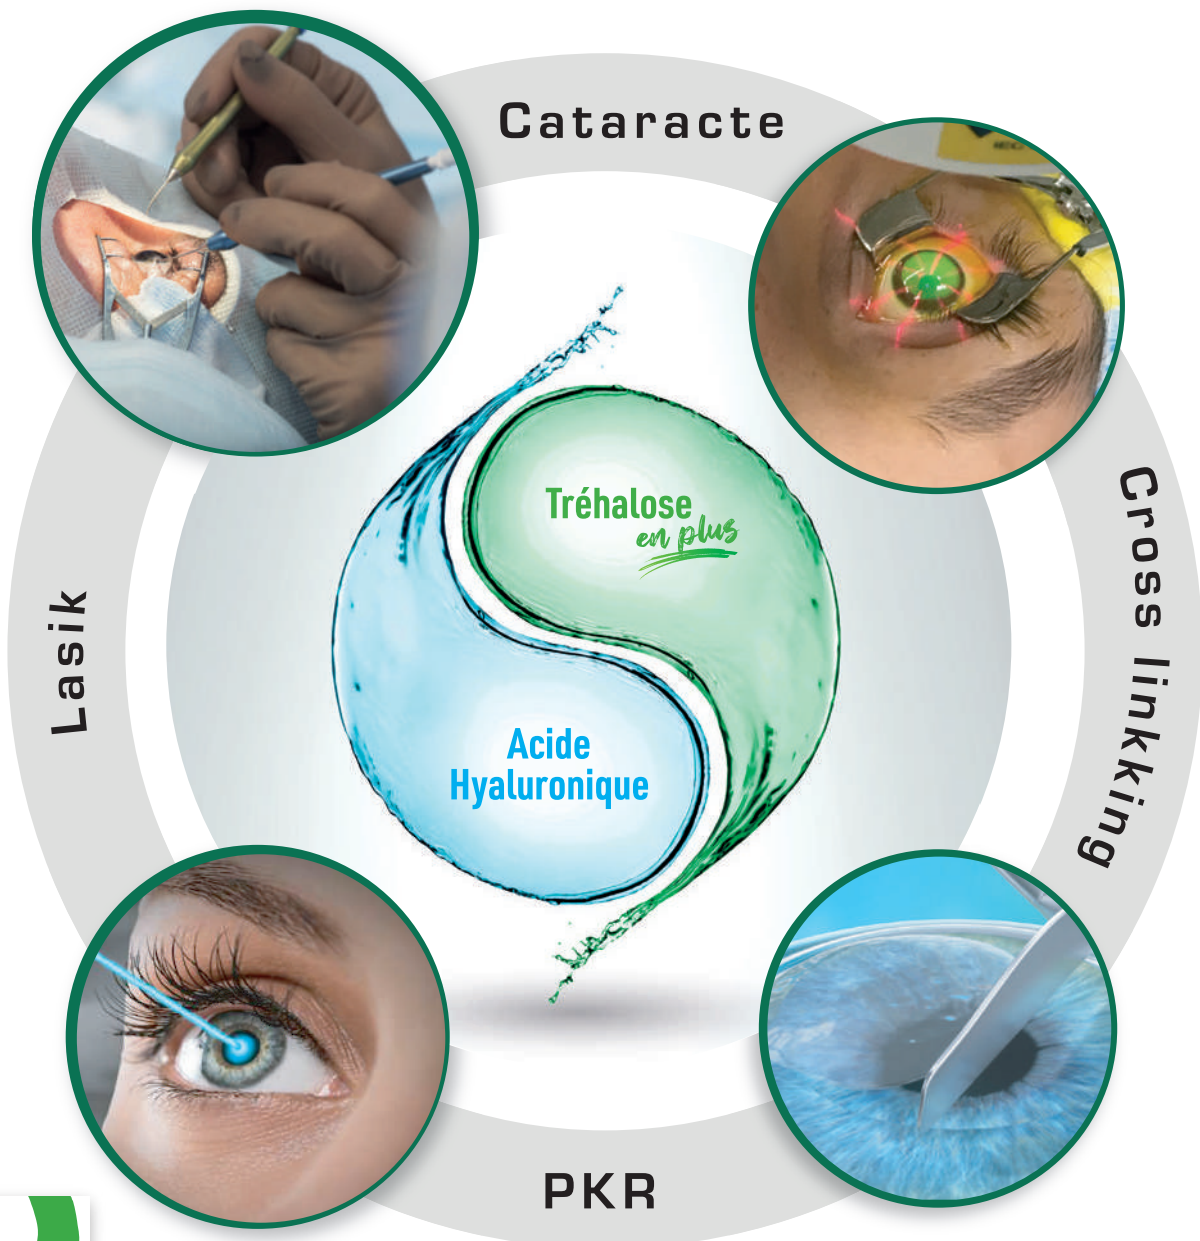 Cataracte
Cross linkking
Tréhalose
en plus
Lasik
Acide
Hyaluronique
PKR